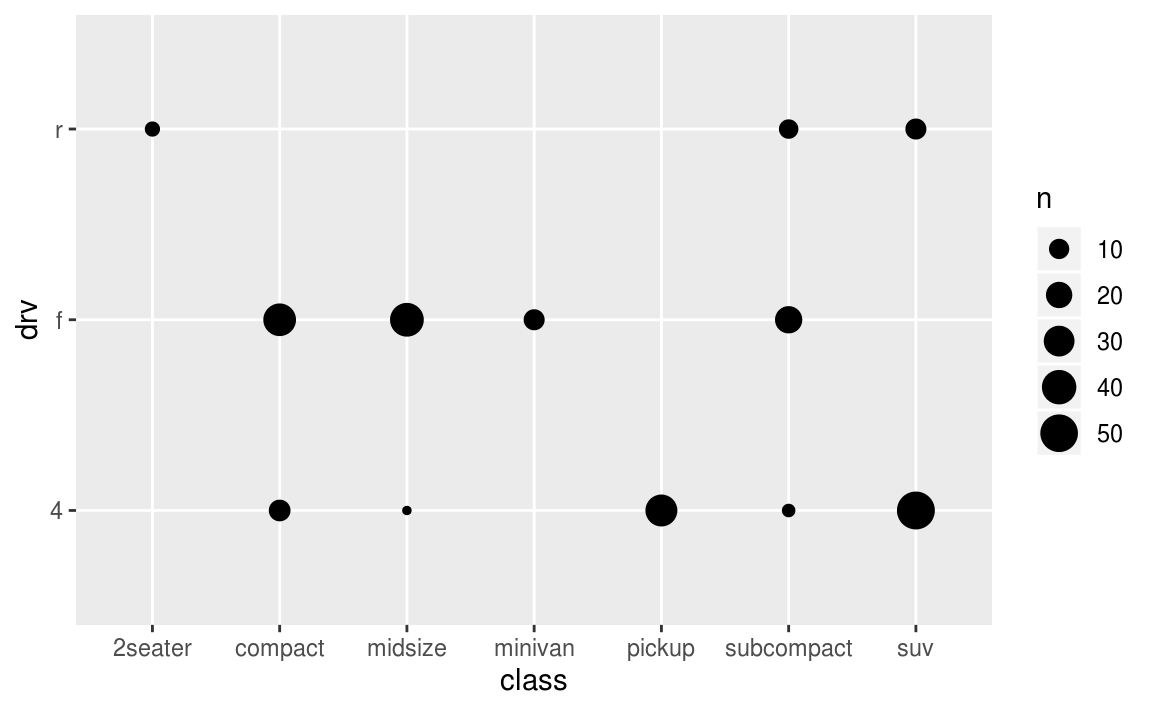 r
f
4
drv
2seater compact midsize minivan pickup subcompact suv
class
n
10
20
30
40
50